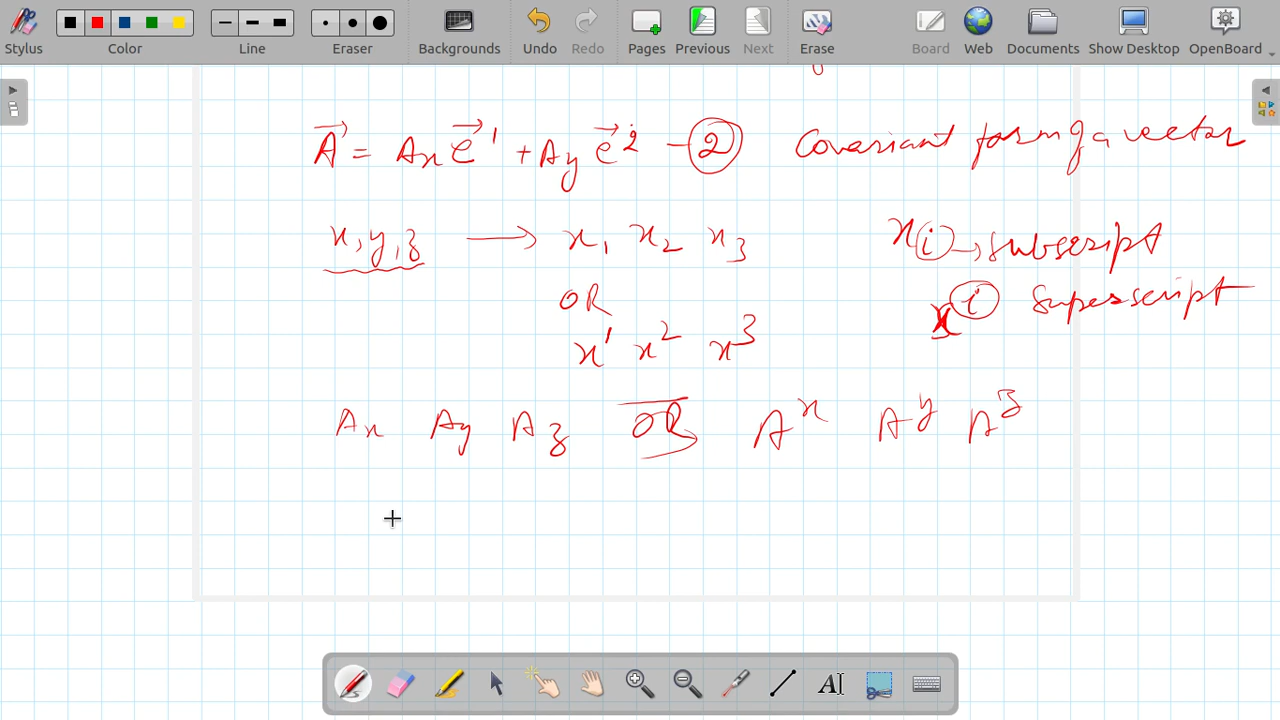 Stylus Color Line Eraser Backgrounds Undo Redo Pages Previous Next Erase Board Web Documents Show Desktop OpenBoard
A⃗ = Ax e⃗¹ + Ay e⃗² - ② Covariant form of a vector
x, y, z → x₁ x₂ x₃ xⓘ → subscript
OR x^ⓘ Superscript
x¹ x² x³
Ax Ay Az OR Aˣ Aʸ Aᶻ